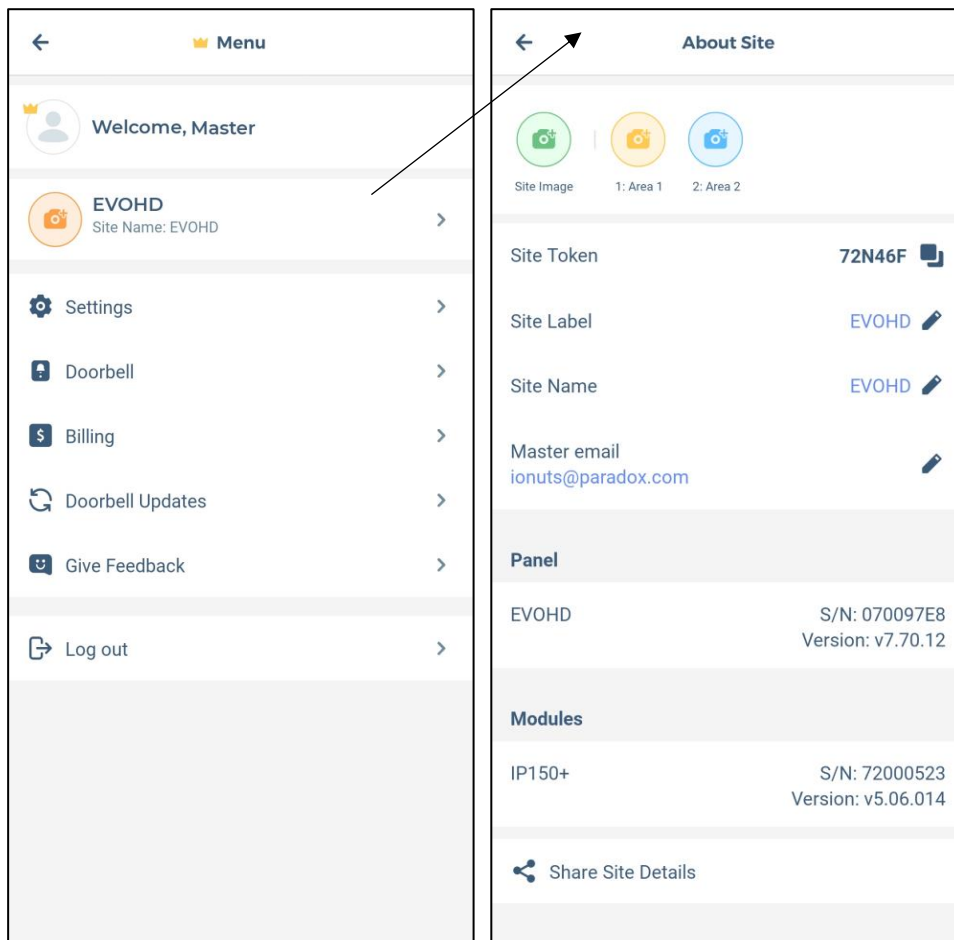 Menu
Welcome, Master
EVOHD
Site Name: EVOHD
Settings
Doorbell
Billing
Doorbell Updates
Give Feedback
Log out
About Site
Site Image
1: Area 1
2: Area 2
Site Token 72N46F
Site Label EVOHD
Site Name EVOHD
Master email
ionuts@paradox.com
Panel
EVOHD S/N: 070097E8
Version: v7.70.12
Modules
IP150+ S/N: 72000523
Version: v5.06.014
Share Site Details